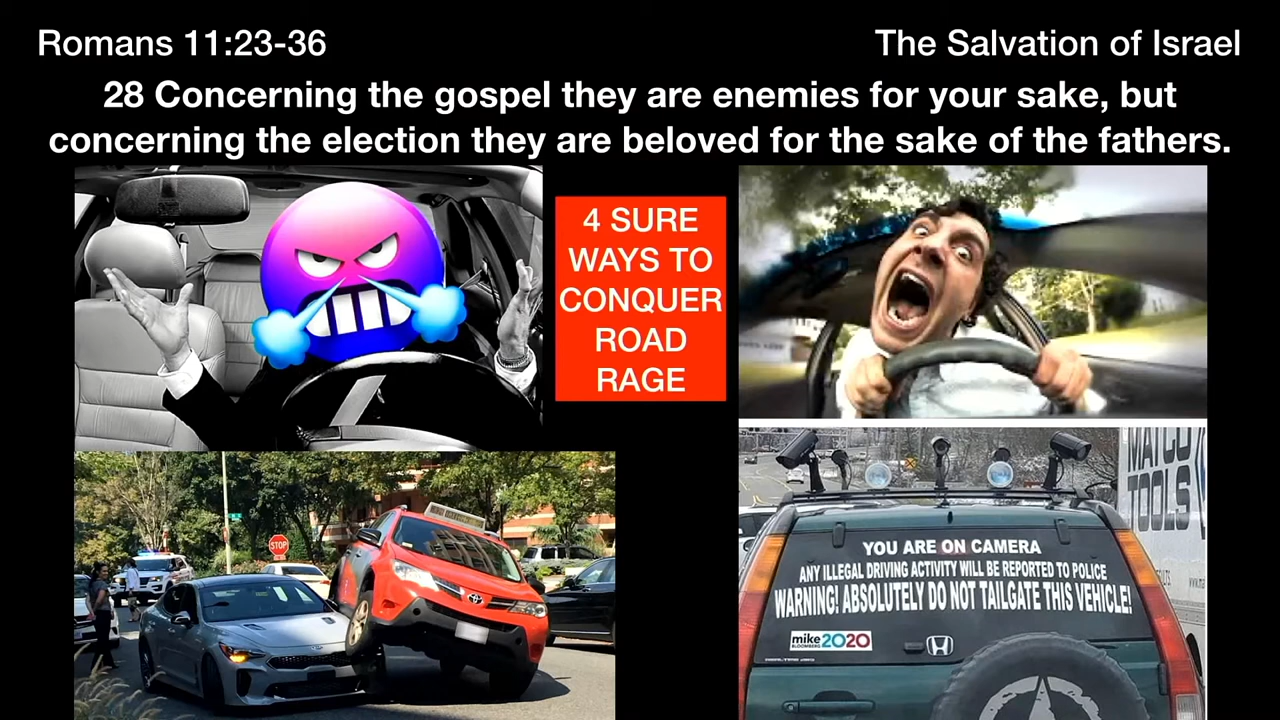 Romans 11:23-36
The Salvation of Israel
28 Concerning the gospel they are enemies for your sake, but
concerning the election they are beloved for the sake of the fathers.
4 SURE
WAYS TO
CONQUER
ROAD
RAGE
STOP
MATCO
TOOLS
YOU ARE ON CAMERA
ANY ILLEGAL DRIVING ACTIVITY WILL BE REPORTED TO POLICE
WARNING! ABSOLUTELY DO NOT TAILGATE THIS VEHICLE!
mike 2020
BLOOMBERG